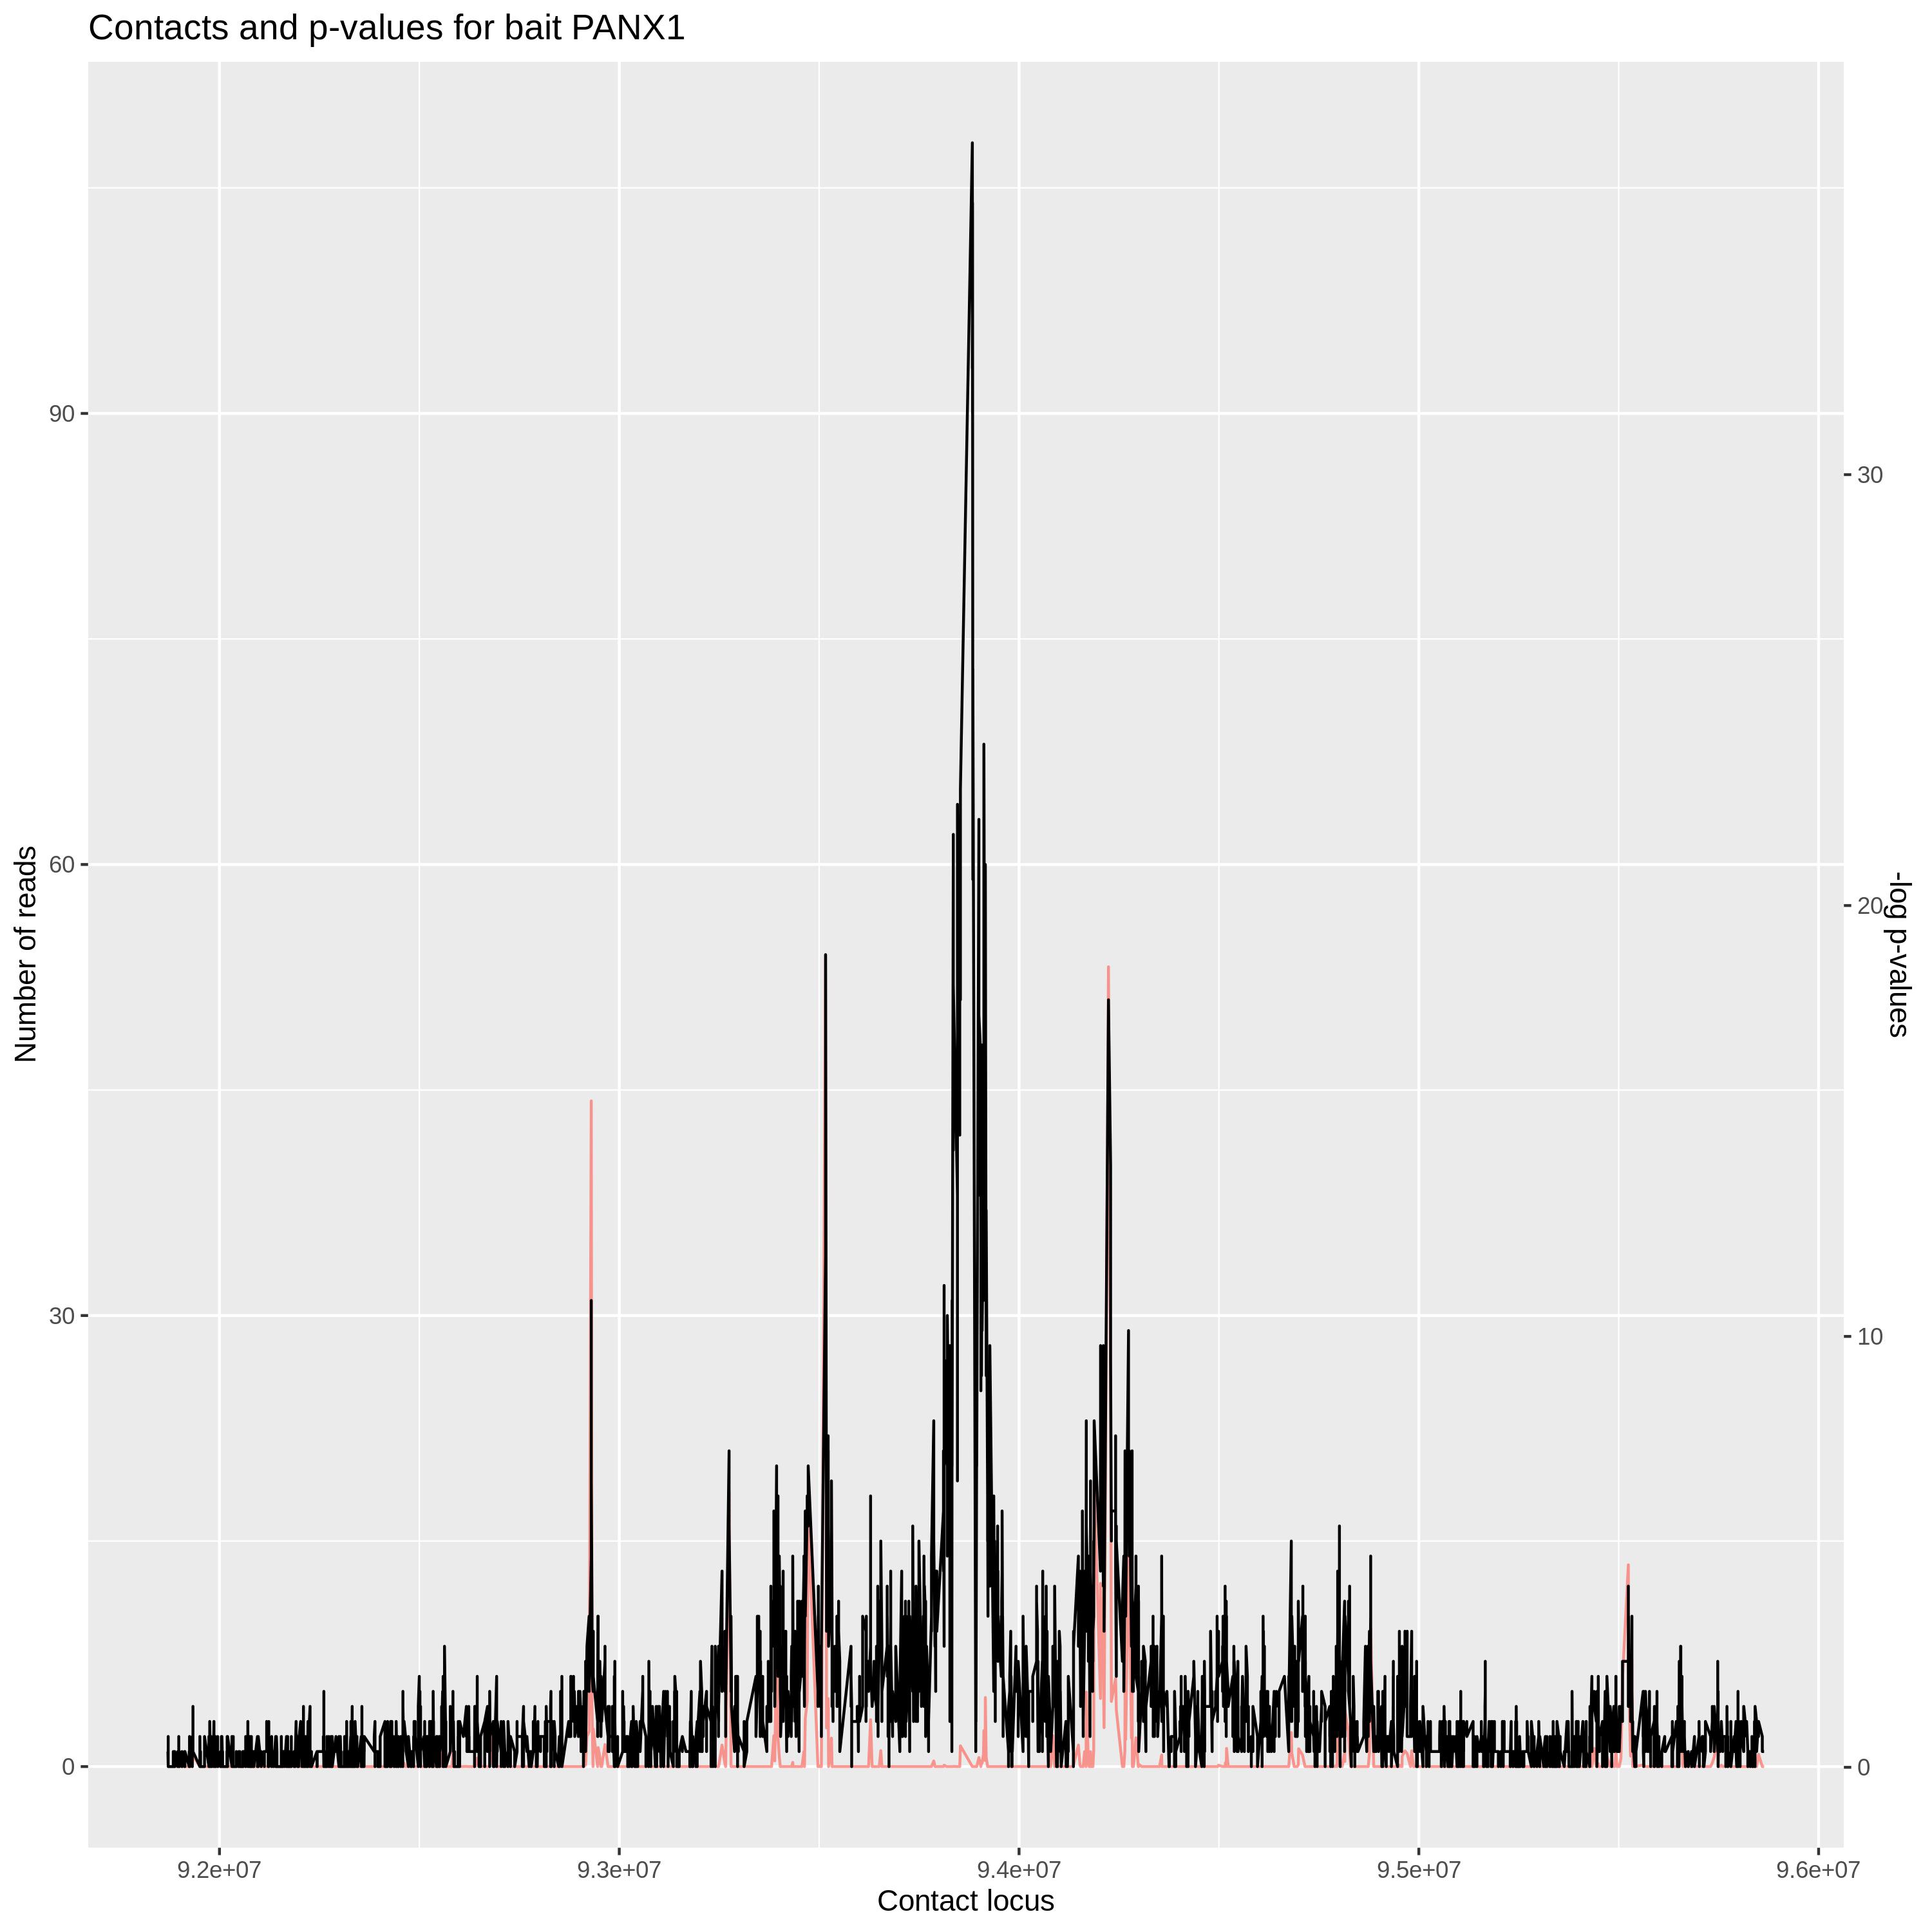 Contacts and p-values for bait PANX1
90
60
30
0
Number of reads
30
20
10
0
-log p-values
9.2e+07 9.3e+07 9.4e+07 9.5e+07 9.6e+07
Contact locus